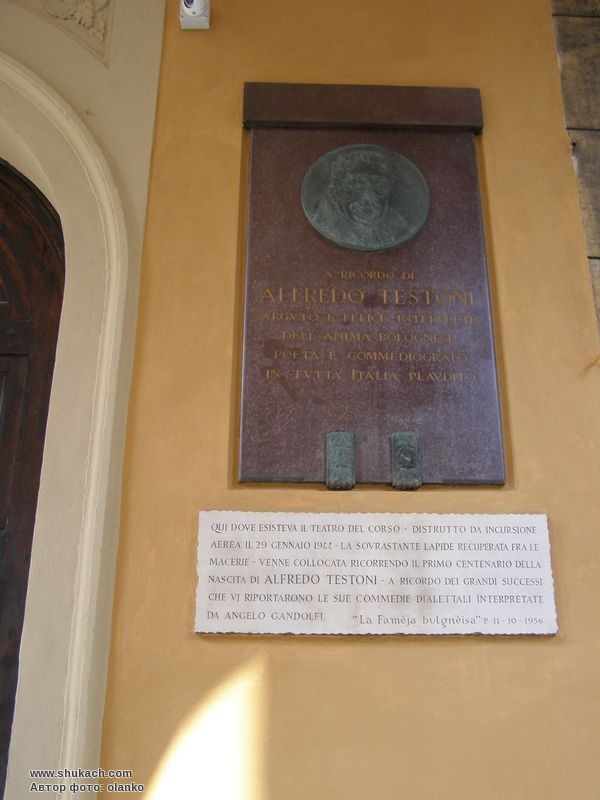 A RICORDO DI
ALFREDO TESTONI
ARGVTO E FELICE INTERPRETE
DELL'ANIMA BOLOGNESE
POETA E COMMEDIOGRAFO
IN TVTTA ITALIA PLAVDITO
QUI DOVE ESISTEVA IL TEATRO DEL CORSO - DISTRUTTO DA INCURSIONE
AEREA IL 29 GENNAIO 1944 - LA SOVRASTANTE LAPIDE RECUPERATA FRA LE
MACERIE - VENNE COLLOCATA RICORRENDO IL PRIMO CENTENARIO DELLA
NASCITA DI ALFREDO TESTONI - A RICORDO DEI GRANDI SUCCESSI
CHE VI RIPORTARONO LE SUE COMMEDIE DIALETTALI INTERPRETATE
DA ANGELO GANDOLFI. "La Famèja bulgnèisa" P. 11 - 10 - 1956.
www.shukach.com
Автор фото: olanko